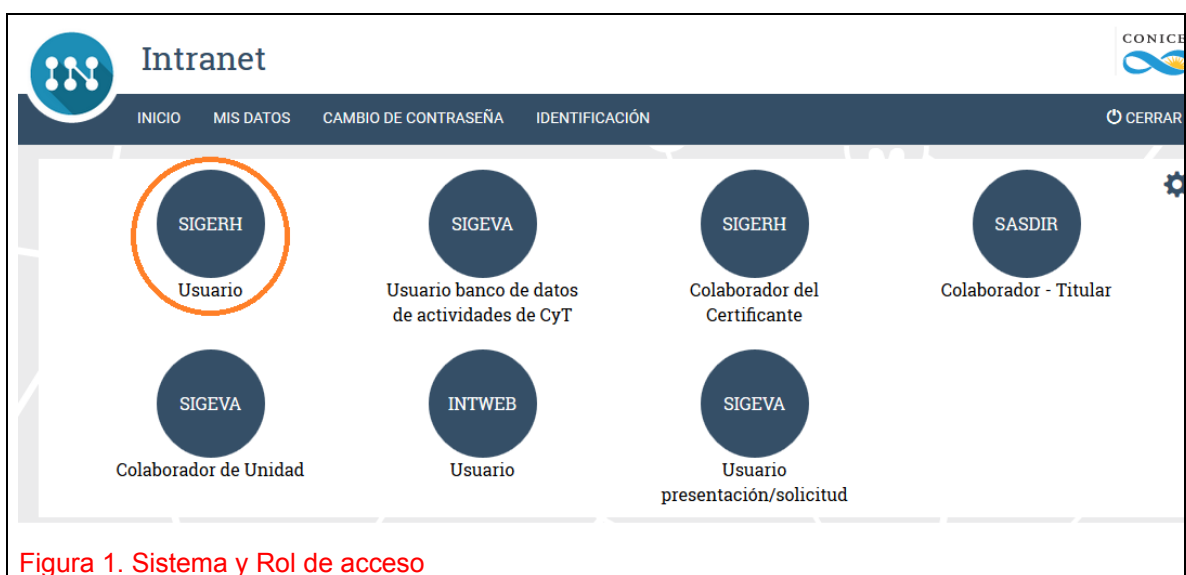 IN
Intranet
CONICE
INICIO MIS DATOS CAMBIO DE CONTRASEÑA IDENTIFICACIÓN CERRAR
SIGERH SIGEVA SIGERH SASDIR
Usuario Usuario banco de datos Colaborador del Colaborador - Titular
de actividades de CyT Certificante
SIGEVA INTWEB SIGEVA
Colaborador de Unidad Usuario Usuario
presentación/solicitud
Figura 1. Sistema y Rol de acceso